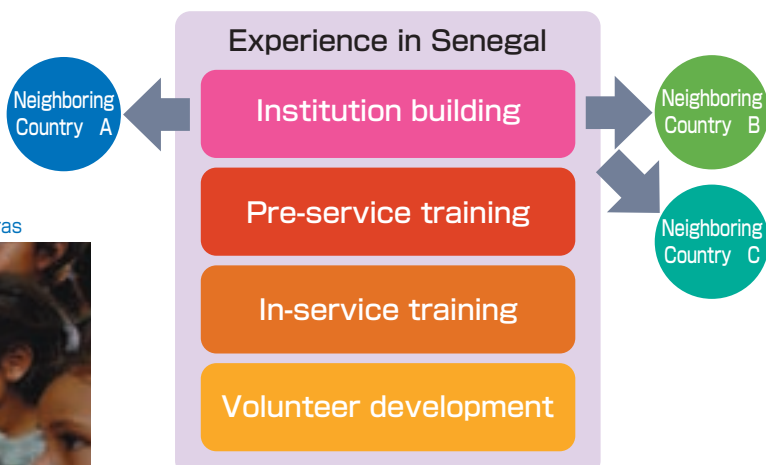 Experience in Senegal
Neighboring
Country A
Institution building
Neighboring
Country B
Pre-service training
Neighboring
Country C
as
In-service training
Volunteer development